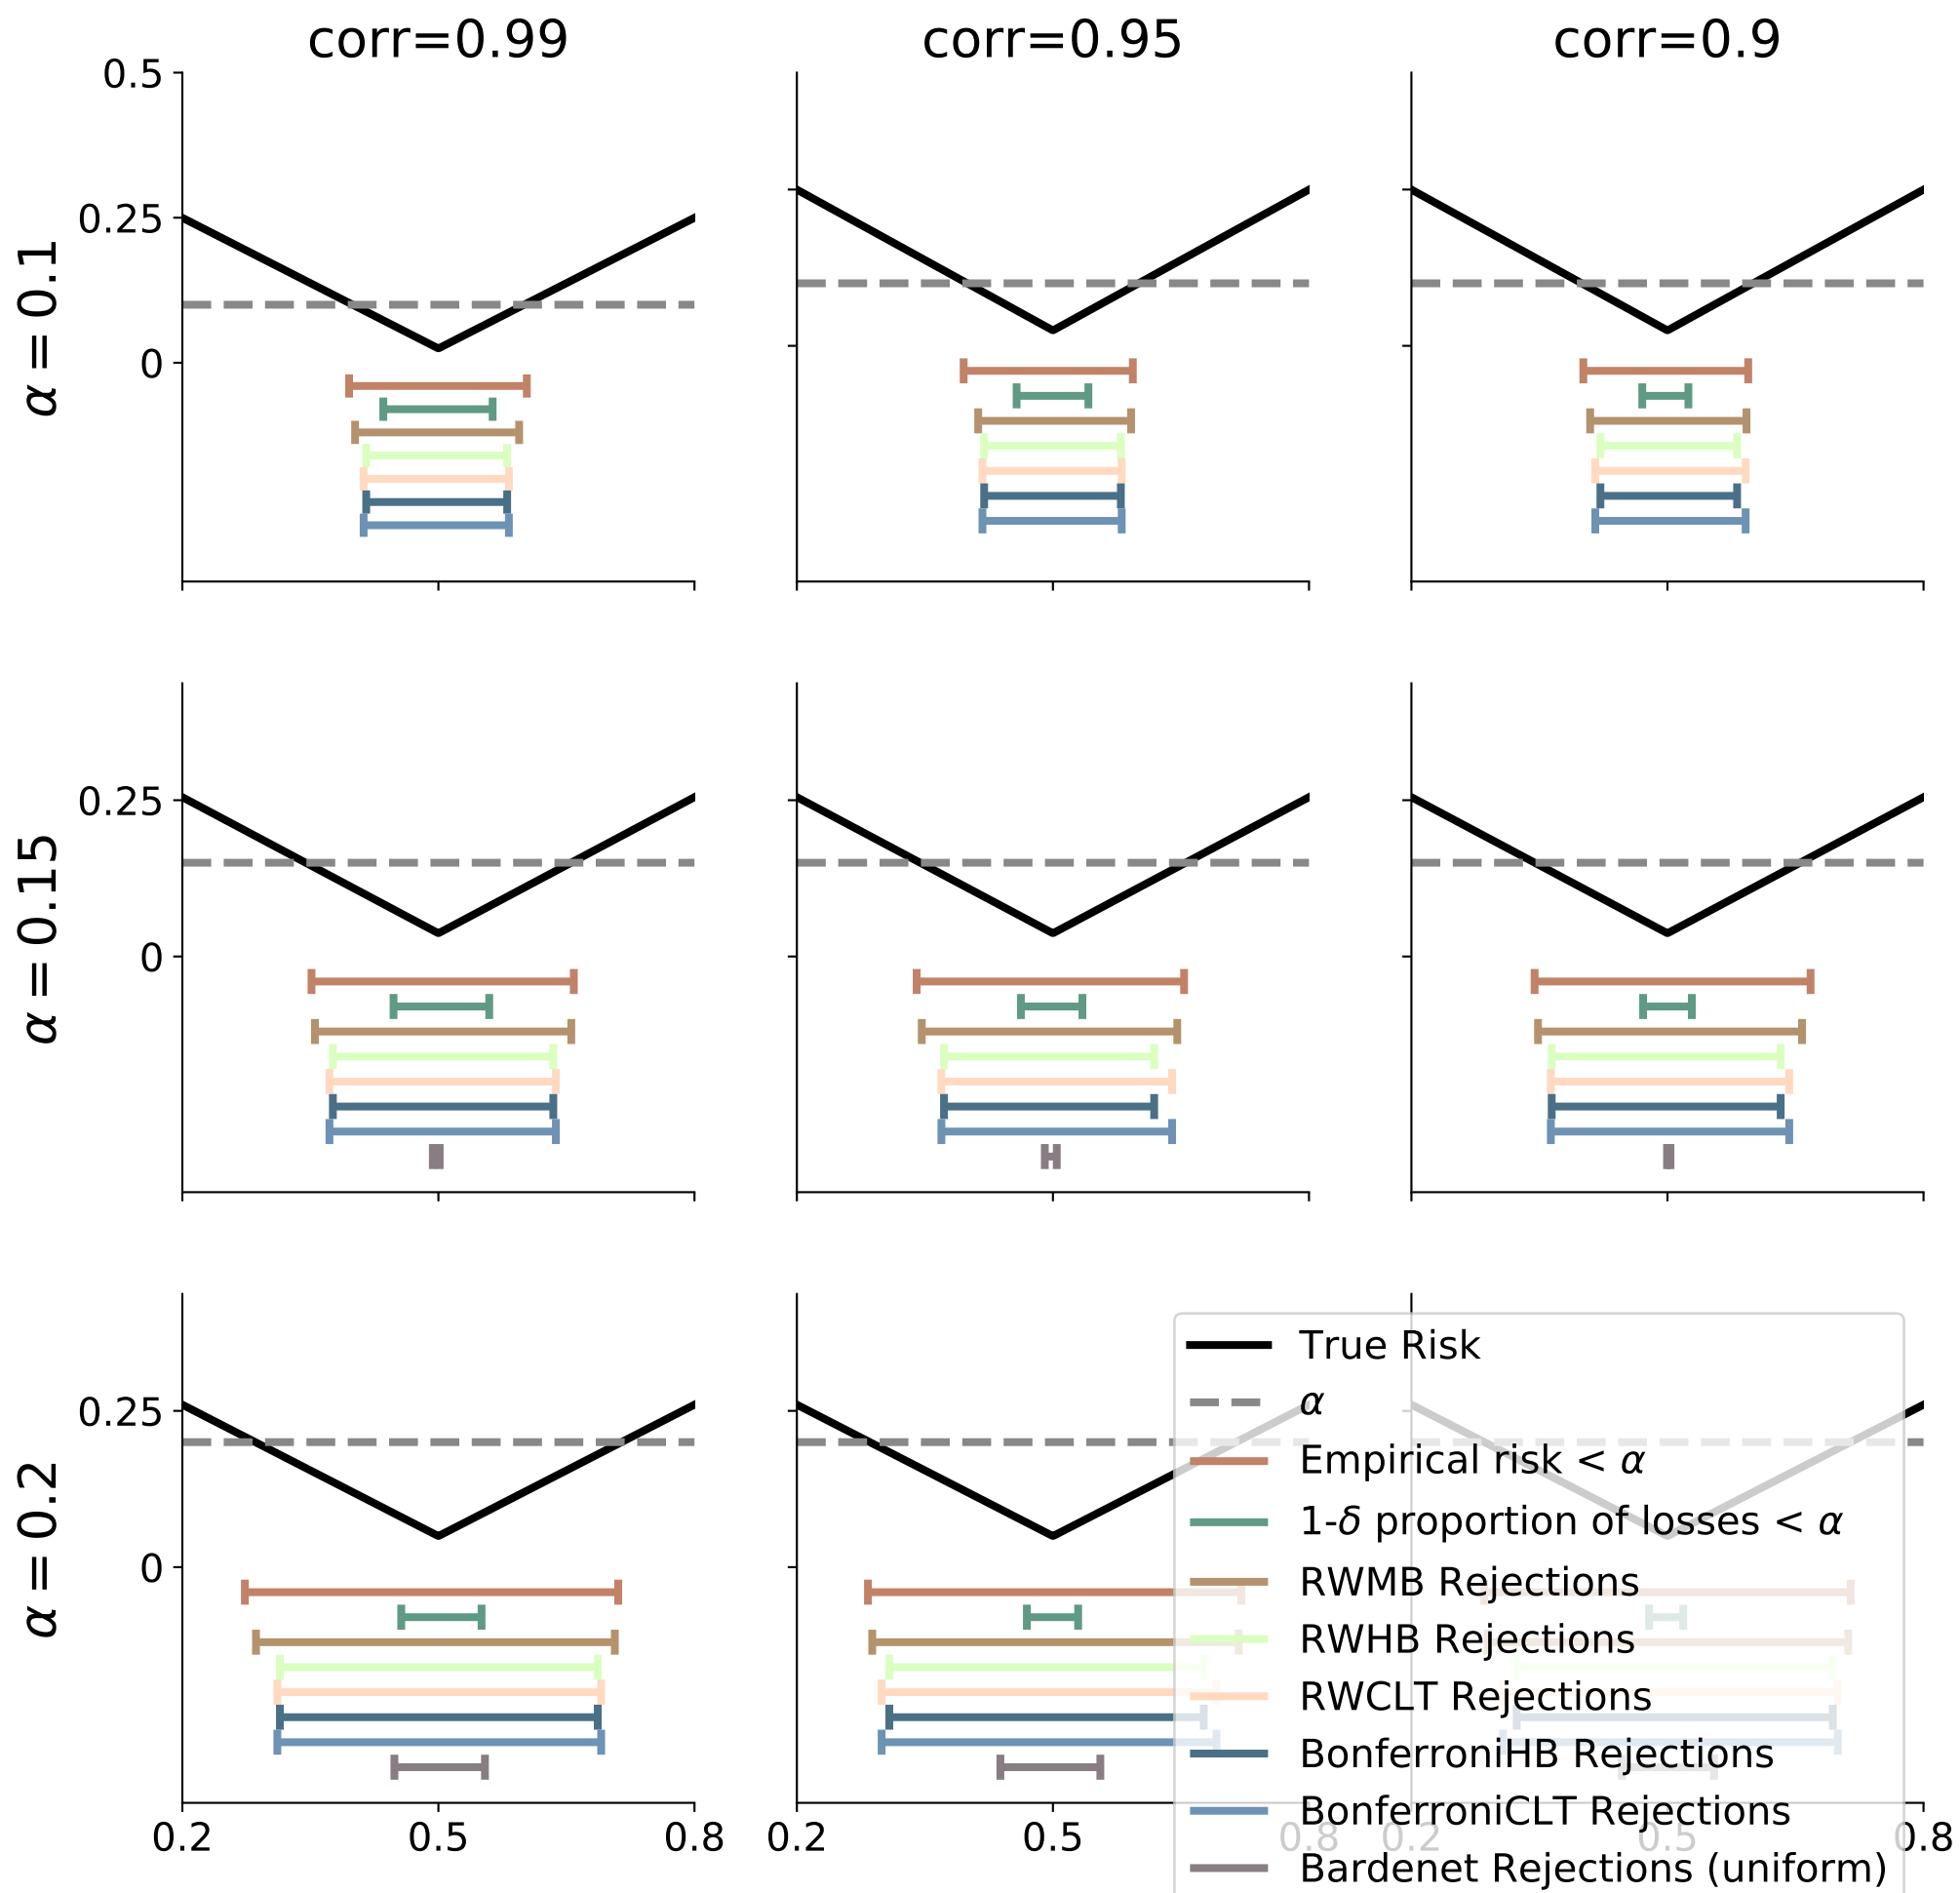 corr=0.99 corr=0.95 corr=0.9
0.5
0.25
0
α = 0.1
0.25
0
α = 0.15
0.25
0
α = 0.2
0.2 0.5 0.8 0.2 0.5 0.8 0.2 0.5 0.8
True Risk
α
Empirical risk < α
1-δ proportion of losses < α
RWMB Rejections
RWHB Rejections
RWCLT Rejections
BonferroniHB Rejections
BonferroniCLT Rejections
Bardenet Rejections (uniform)